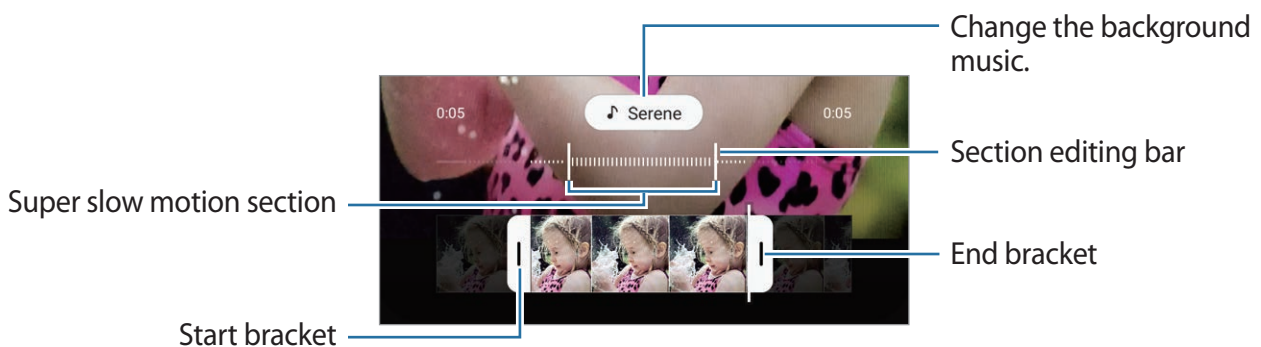 Change the background
music.
0:05
♪ Serene
0:05
Section editing bar
Super slow motion section
End bracket
Start bracket